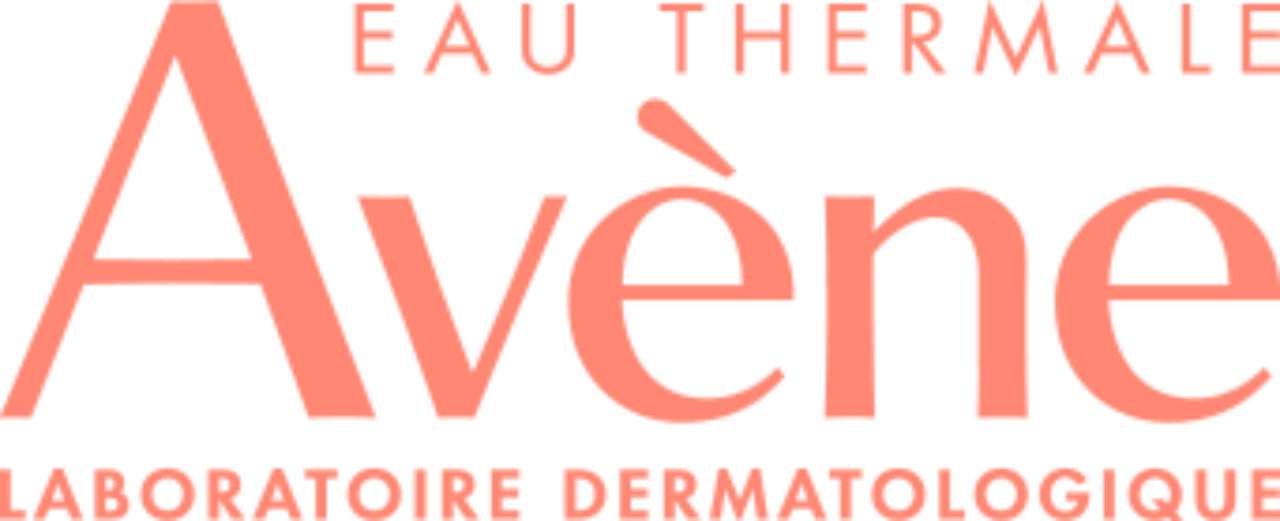 EAU THERMALE
Avène
LABORATOIRE DERMATOLOGIQUE